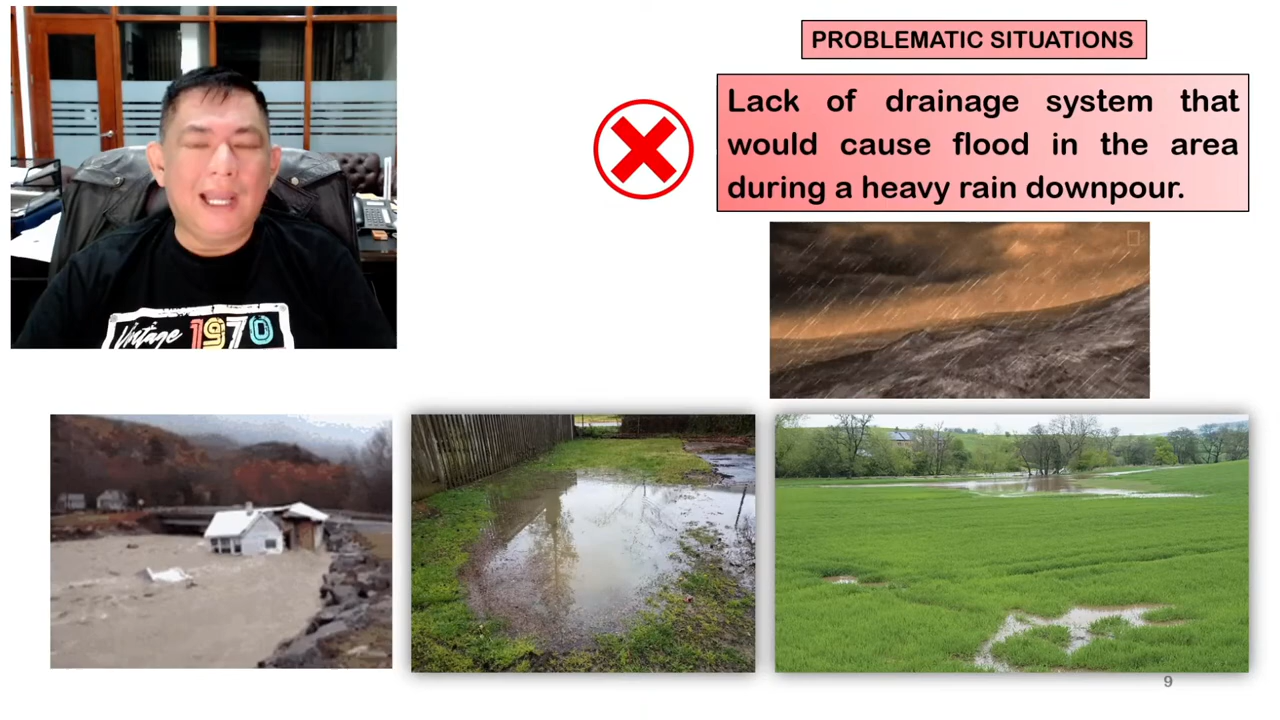 PROBLEMATIC SITUATIONS
Lack of drainage system that
would cause flood in the area
during a heavy rain downpour.
Vintage 1970
9